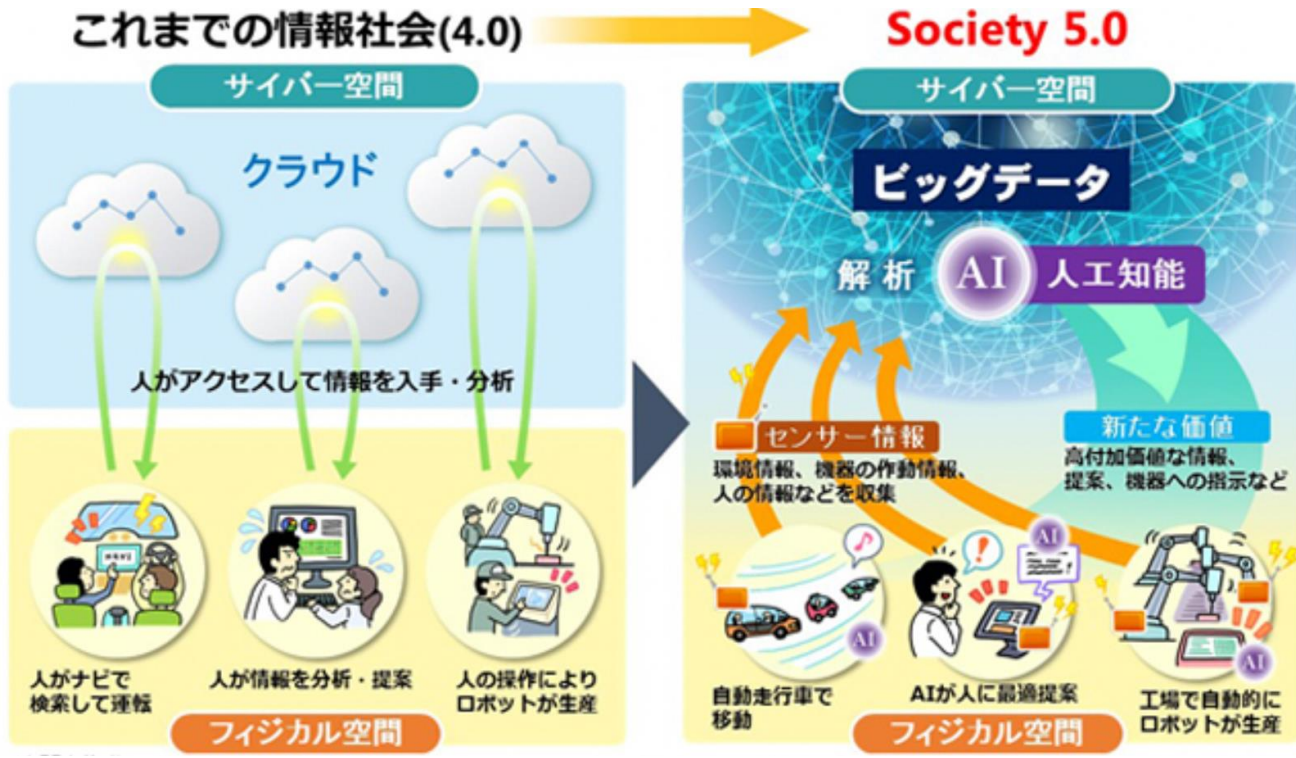 これまでの情報社会(4.0)
Society 5.0
サイバー空間
クラウド
人がアクセスして情報を入手・分析
人がナビで
検索して運転
人が情報を分析・提案
人の操作により
ロボットが生産
フィジカル空間
サイバー空間
ビッグデータ
解析
AI
人工知能
センサー情報
環境情報、機器の作動情報、
人の情報などを収集
新たな価値
高付加価値な情報、
提案、機器への指示など
AI
AI
AI
自動走行車で
移動
AIが人に最適提案
工場で自動的に
ロボットが生産
フィジカル空間